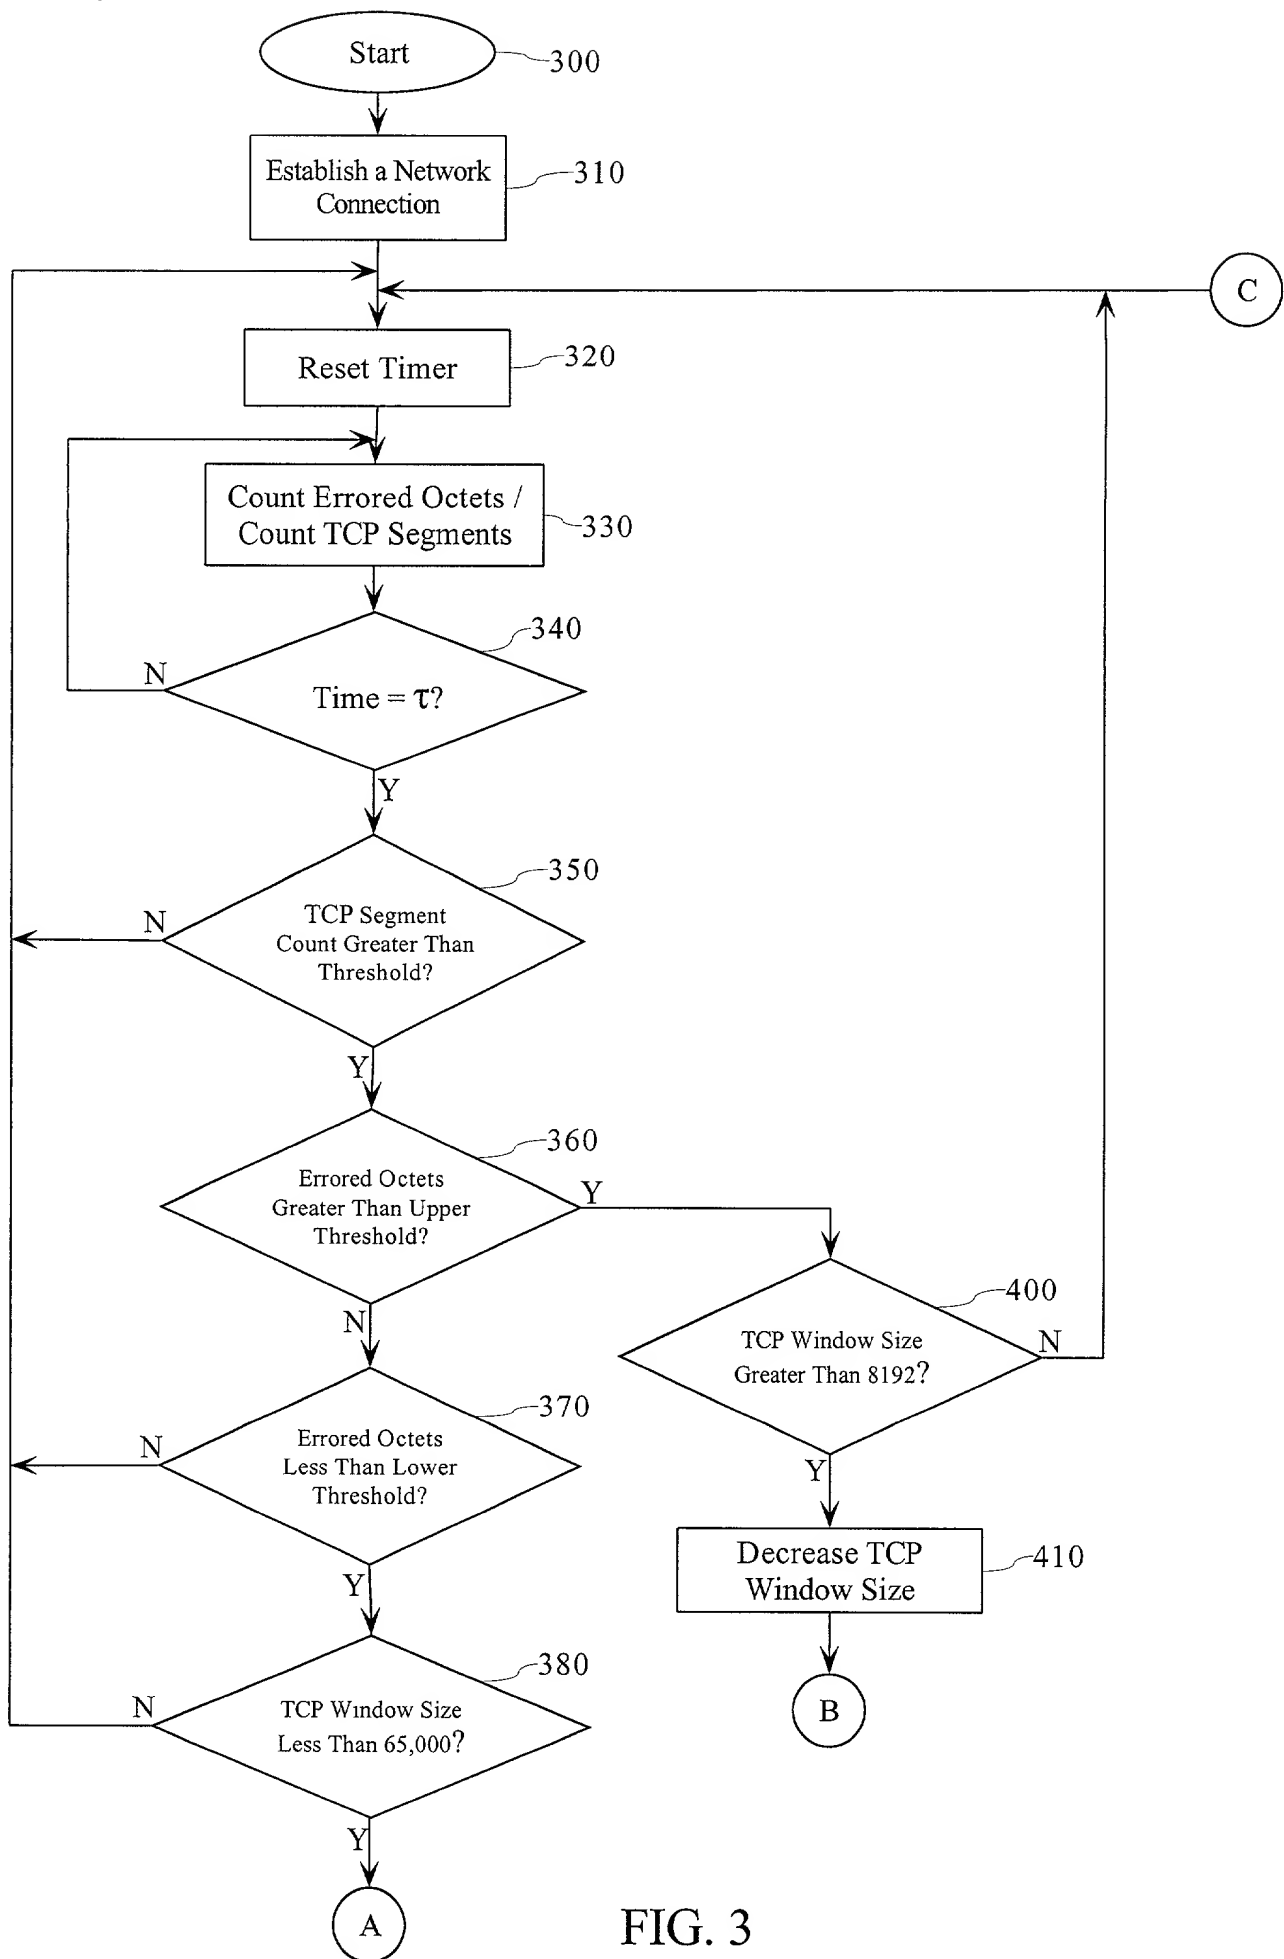 Start
300
Establish a Network
Connection
310
C
Reset Timer
320
Count Errored Octets /
Count TCP Segments
330
340
N
Time = τ?
Y
350
N
TCP Segment
Count Greater Than
Threshold?
Y
360
Errored Octets
Greater Than Upper
Threshold?
Y
N
400
TCP Window Size
Greater Than 8192?
N
370
N
Errored Octets
Less Than Lower
Threshold?
Y
Y
Decrease TCP
Window Size
410
380
N
TCP Window Size
Less Than 65,000?
B
Y
A
FIG. 3